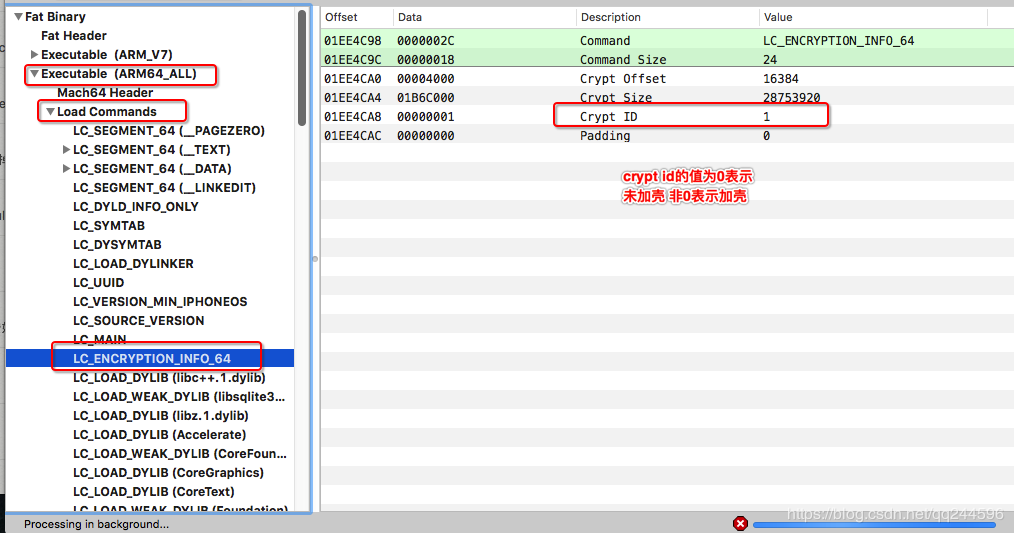 Fat Binary
Fat Header
Executable (ARM_V7)
Executable (ARM64_ALL)
Mach64 Header
Load Commands
LC_SEGMENT_64 (__PAGEZERO)
LC_SEGMENT_64 (__TEXT)
LC_SEGMENT_64 (__DATA)
LC_SEGMENT_64 (__LINKEDIT)
LC_DYLD_INFO_ONLY
LC_SYMTAB
LC_DYSYMTAB
LC_LOAD_DYLINKER
LC_UUID
LC_VERSION_MIN_IPHONEOS
LC_SOURCE_VERSION
LC_MAIN
LC_ENCRYPTION_INFO_64
LC_LOAD_DYLIB (libc++.1.dylib)
LC_LOAD_WEAK_DYLIB (libsqlite3...
LC_LOAD_DYLIB (libz.1.dylib)
LC_LOAD_DYLIB (Accelerate)
LC_LOAD_WEAK_DYLIB (CoreFoun...
LC_LOAD_DYLIB (CoreGraphics)
LC_LOAD_DYLIB (CoreText)
LC_LOAD_WEAK_DYLIB (Foundation)
Processing in background...
Offset Data Description Value
01EE4C98 0000002C Command LC_ENCRYPTION_INFO_64
01EE4C9C 00000018 Command Size 24
01EE4CA0 00004000 Crypt Offset 16384
01EE4CA4 01B6C000 Crypt Size 28753920
01EE4CA8 00000001 Crypt ID 1
01EE4CAC 00000000 Padding 0
crypt id的值为0表示
未加壳 非0表示加壳
https://blog.csdn.net/qq244596